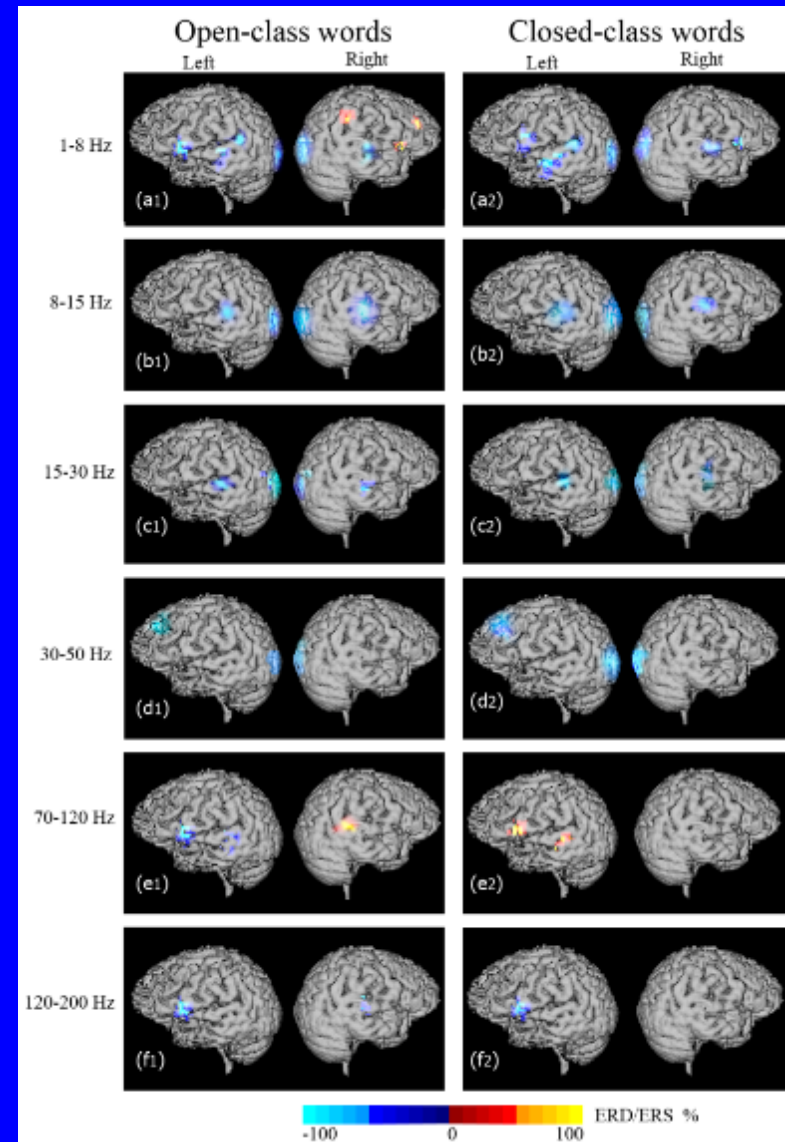 Open-class words Closed-class words
Left Right Left Right
1-8 Hz
(a1) (a2)
8-15 Hz
(b1) (b2)
15-30 Hz
(c1) (c2)
30-50 Hz
(d1) (d2)
70-120 Hz
(e1) (e2)
120-200 Hz
(f1) (f2)
ERD/ERS %
-100 0 100